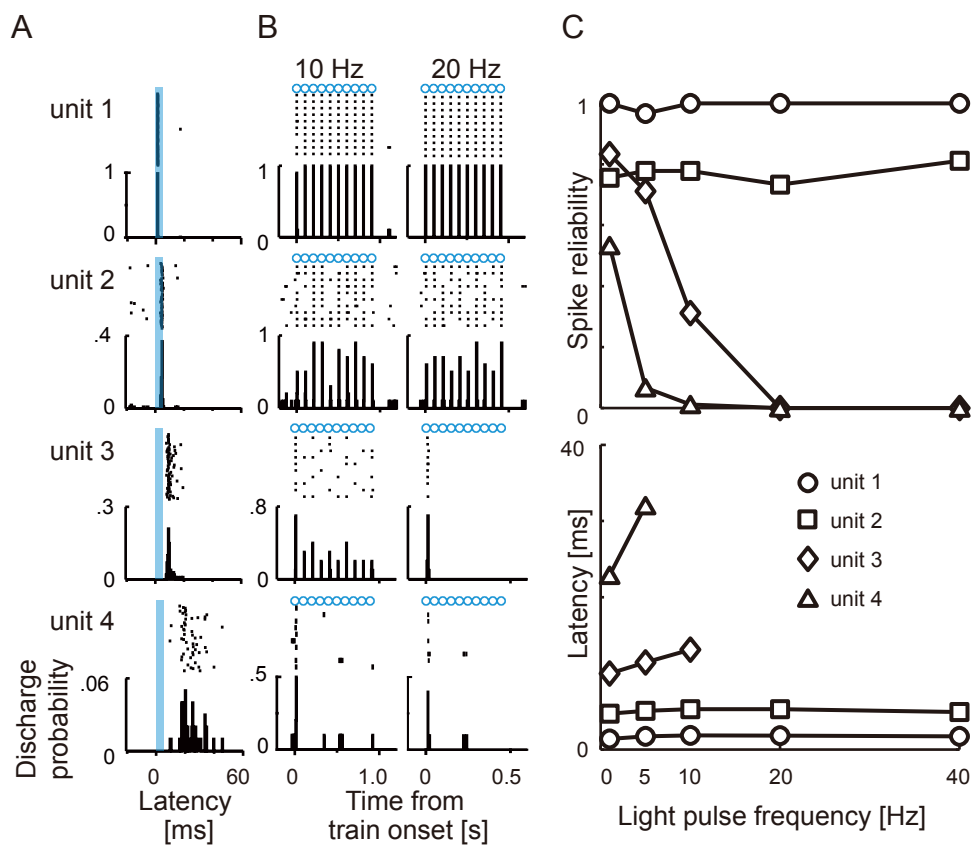 A
B
C
10 Hz
20 Hz
unit 1
1
0
1
0
unit 2
.4
0
1
0
unit 3
.3
0
.8
0
unit 4
.06
0
.5
0
Discharge
probability
0
60
Latency
[ms]
0
1.0
0
0.5
Time from
train onset [s]
1
0
Spike reliability
40
0
Latency [ms]
unit 1
unit 2
unit 3
unit 4
0
5
10
20
40
Light pulse frequency [Hz]